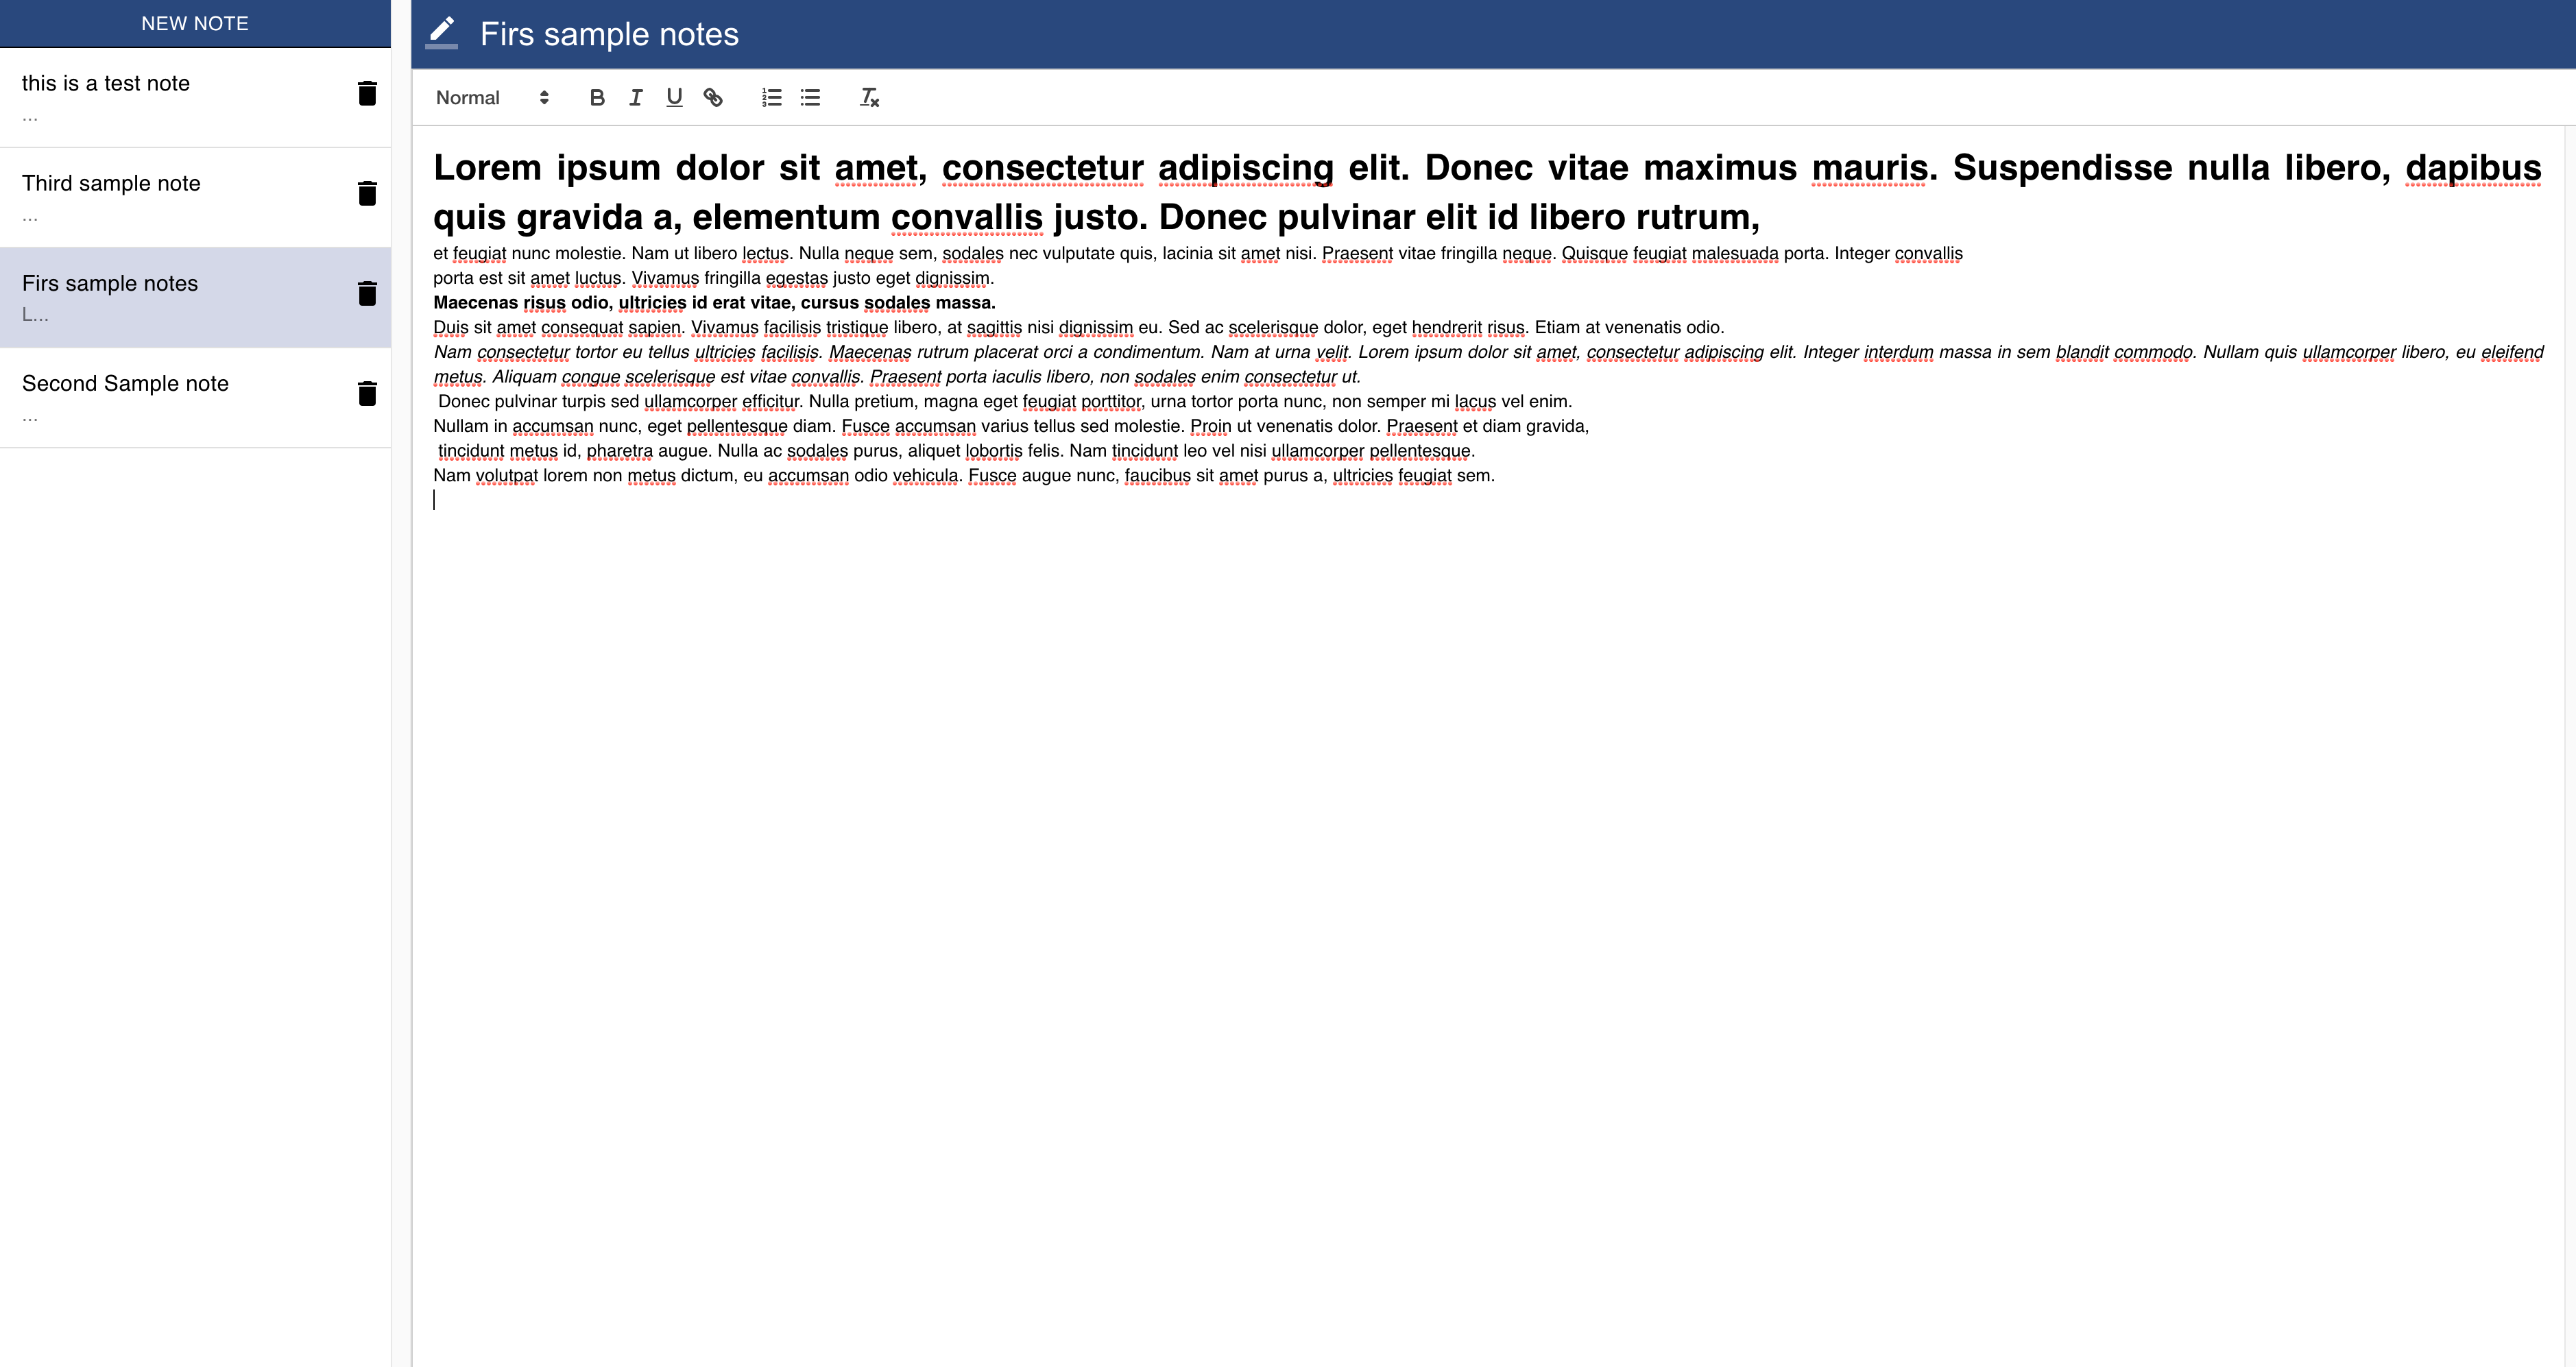 NEW NOTE
this is a test note
...
Third sample note
...
Firs sample notes
L...
Second Sample note
...
Firs sample notes
Normal
Lorem ipsum dolor sit amet, consectetur adipiscing elit. Donec vitae maximus mauris. Suspendisse nulla libero, dapibus
quis gravida a, elementum convallis justo. Donec pulvinar elit id libero rutrum,
et feugiat nunc molestie. Nam ut libero lectus. Nulla neque sem, sodales nec vulputate quis, lacinia sit amet nisi. Praesent vitae fringilla neque. Quisque feugiat malesuada porta. Integer convallis
porta est sit amet luctus. Vivamus fringilla egestas justo eget dignissim.
Maecenas risus odio, ultricies id erat vitae, cursus sodales massa.
Duis sit amet consequat sapien. Vivamus facilisis tristique libero, at sagittis nisi dignissim eu. Sed ac scelerisque dolor, eget hendrerit risus. Etiam at venenatis odio.
Nam consectetur tortor eu tellus ultricies facilisis. Maecenas rutrum placerat orci a condimentum. Nam at urna velit. Lorem ipsum dolor sit amet, consectetur adipiscing elit. Integer interdum massa in sem blandit commodo. Nullam quis ullamcorper libero, eu eleifend
metus. Aliquam congue scelerisque est vitae convallis. Praesent porta iaculis libero, non sodales enim consectetur ut.
Donec pulvinar turpis sed ullamcorper efficitur. Nulla pretium, magna eget feugiat porttitor, urna tortor porta nunc, non semper mi lacus vel enim.
Nullam in accumsan nunc, eget pellentesque diam. Fusce accumsan varius tellus sed molestie. Proin ut venenatis dolor. Praesent et diam gravida,
tincidunt metus id, pharetra augue. Nulla ac sodales purus, aliquet lobortis felis. Nam tincidunt leo vel nisi ullamcorper pellentesque.
Nam volutpat lorem non metus dictum, eu accumsan odio vehicula. Fusce augue nunc, faucibus sit amet purus a, ultricies feugiat sem.